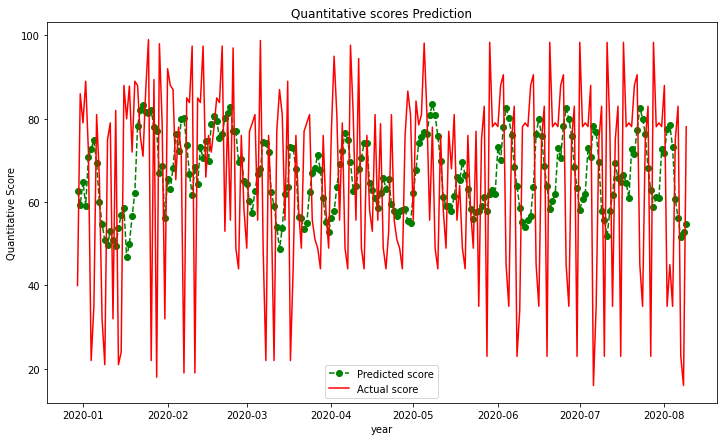 Quantitative scores Prediction
100
80
60
40
20
Quantitative Score
2020-01 2020-02 2020-03 2020-04 2020-05 2020-06 2020-07 2020-08
year
Predicted score
Actual score